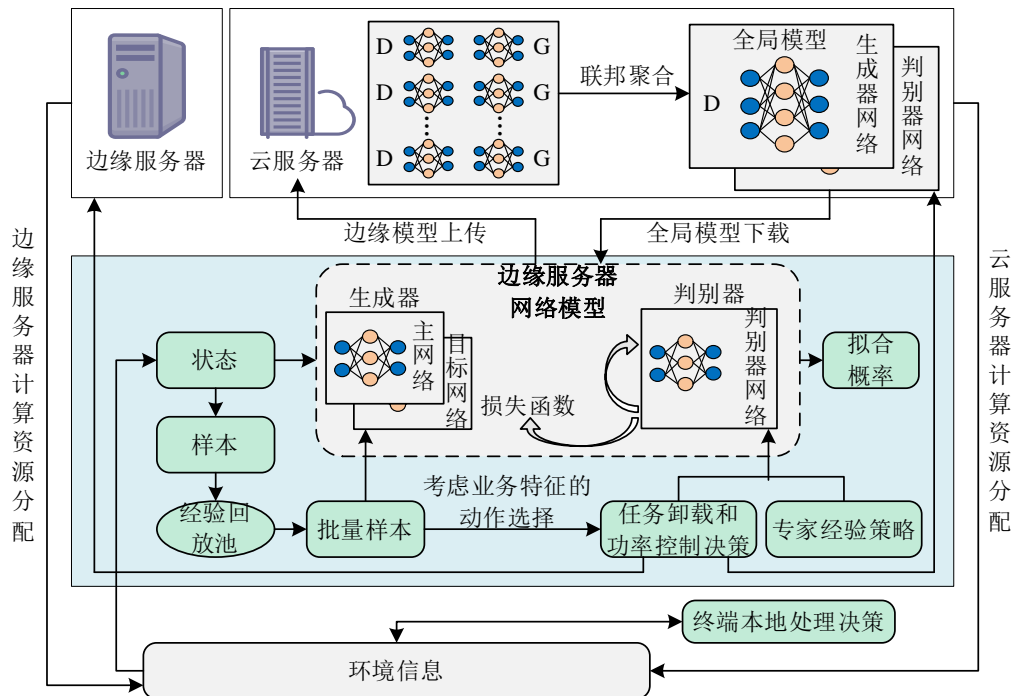 边缘服务器
云服务器
D
G
D
G
D
G
联邦聚合
全局模型
D
生成器网络
判别器网络
边缘模型上传
全局模型下载
边缘服务器计算资源分配
云服务器计算资源分配
边缘服务器
网络模型
生成器
主网络
目标网络
判别器
判别器网络
损失函数
状态
样本
经验回
放池
批量样本
考虑业务特征的
动作选择
任务卸载和
功率控制决策
专家经验策略
拟合
概率
终端本地处理决策
环境信息